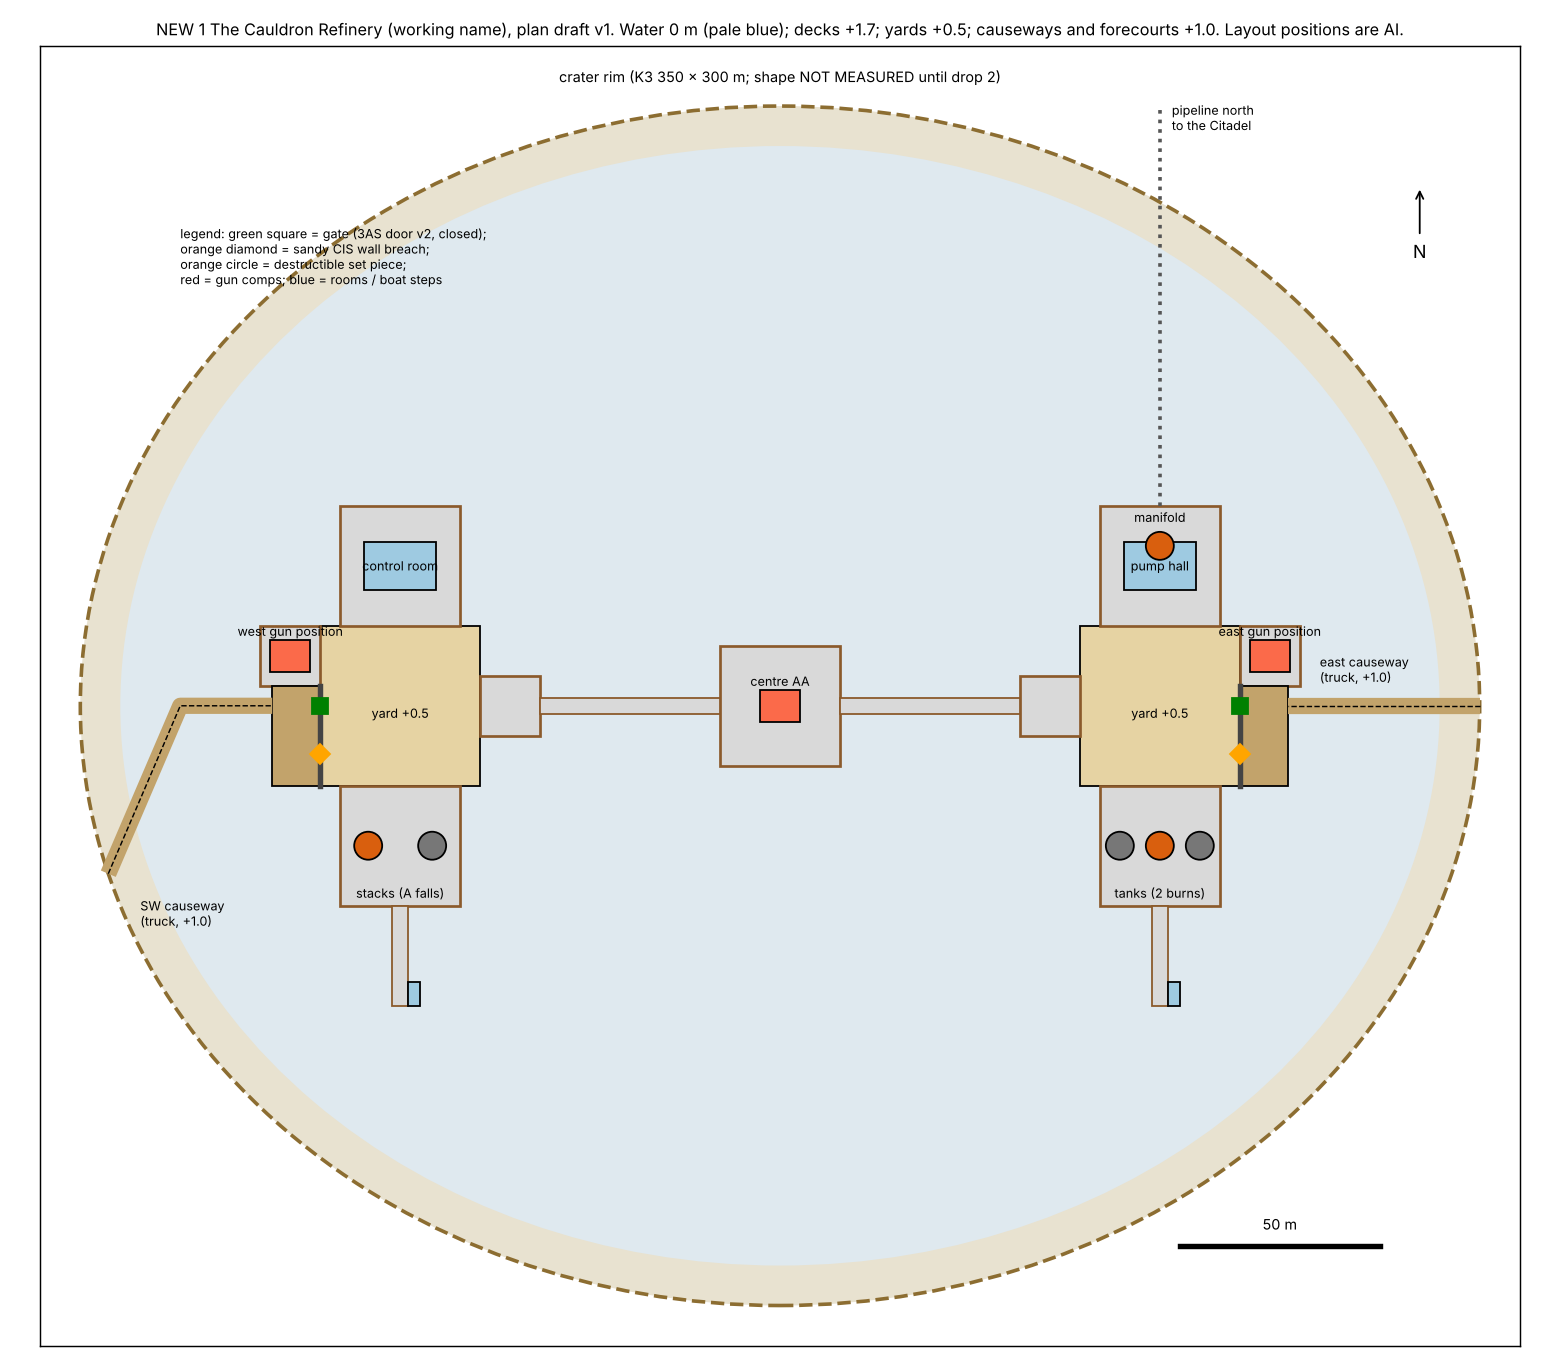 NEW 1 The Cauldron Refinery (working name), plan draft v1. Water 0 m (pale blue); decks +1.7; yards +0.5; causeways and forecourts +1.0. Layout positions are AI.
crater rim (K3 350 × 300 m; shape NOT MEASURED until drop 2)
pipeline north
to the Citadel
N
legend: green square = gate (3AS door v2, closed);
orange diamond = sandy CIS wall breach;
orange circle = destructible set piece;
red = gun comps; blue = rooms / boat steps
manifold
control room
pump hall
west gun position
east gun position
east causeway
(truck, +1.0)
centre AA
yard +0.5
yard +0.5
stacks (A falls)
tanks (2 burns)
SW causeway
(truck, +1.0)
50 m